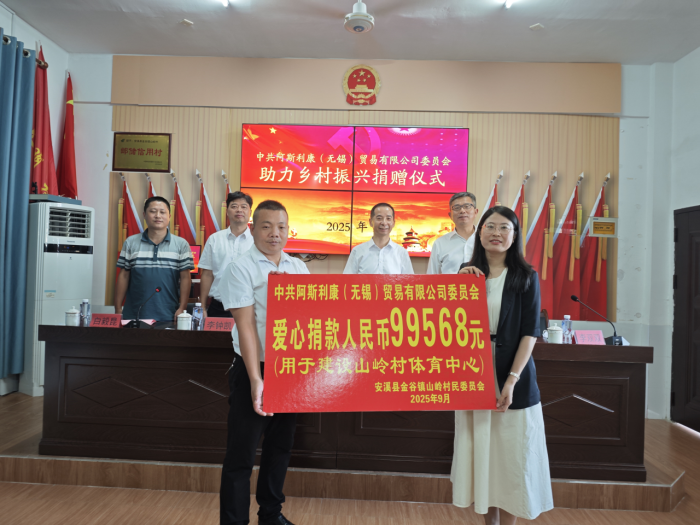 中共阿斯利康（无锡）贸易有限公司委员会
助力乡村振兴捐赠仪式
2025年
信用村
中共阿斯利康（无锡）贸易有限公司委员会
爱心捐款人民币99568元
（用于建设山岭村体育中心）
安溪县金谷镇山岭村民委员会
2025年9月